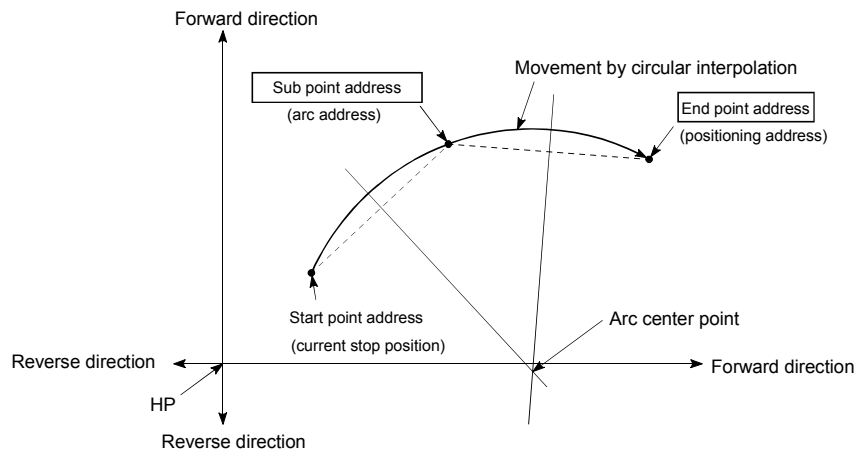 Forward direction
Movement by circular interpolation
Sub point address
(arc address)
End point address
(positioning address)
Start point address
(current stop position)
Arc center point
Reverse direction
Forward direction
HP
Reverse direction